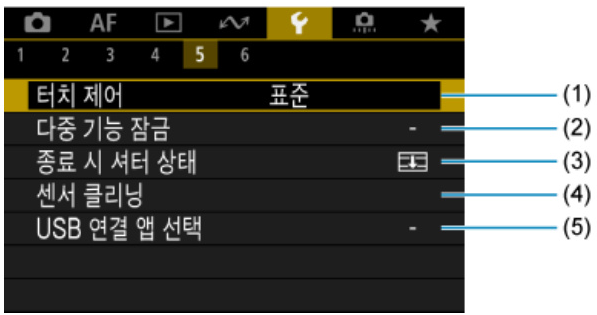 AF
1 2 3 4 5 6
터치 제어 표준 (1)
다중 기능 잠금 - (2)
종료 시 셔터 상태 (3)
센서 클리닝 (4)
USB 연결 앱 선택 - (5)